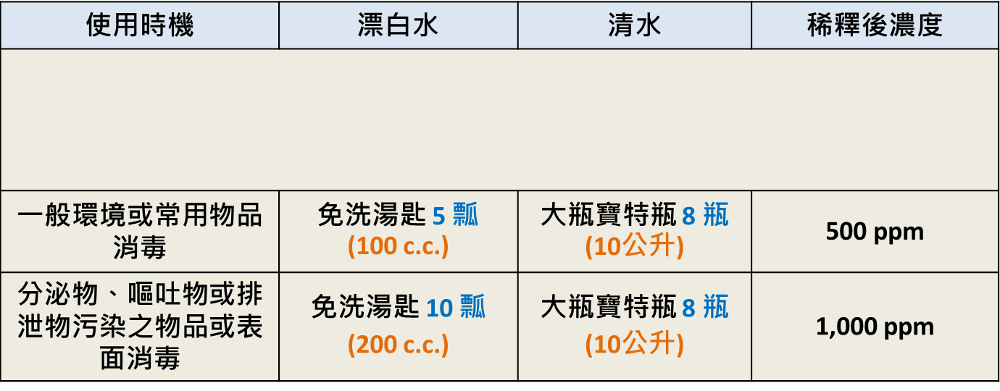 使用時機 漂白水 清水 稀釋後濃度
一般環境或常用物品
消毒
免洗湯匙 5 瓢
(100 c.c.)
大瓶寶特瓶 8 瓶
(10公升)
500 ppm
分泌物、嘔吐物或排
泄物污染之物品或表
面消毒
免洗湯匙 10 瓢
(200 c.c.)
大瓶寶特瓶 8 瓶
(10公升)
1,000 ppm